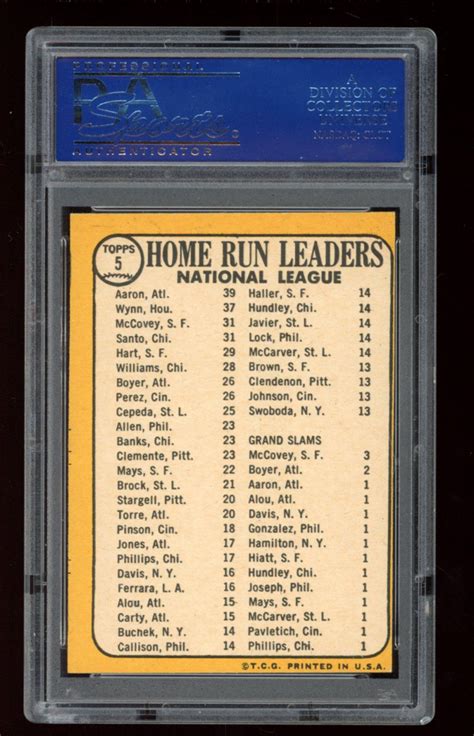 PROFESSIONAL
PSA
Sports
AUTHENTICATOR
A
DIVISION OF
COLLECTORS
UNIVERSE
NASDAQ: CLCT
TOPPS
5
HOME RUN LEADERS
NATIONAL LEAGUE
Aaron, Atl. 39
Wynn, Hou. 37
McCovey, S. F. 31
Santo, Chi. 31
Hart, S. F. 29
Williams, Chi. 28
Boyer, Atl. 26
Perez, Cin. 26
Cepeda, St. L. 25
Allen, Phil. 23
Banks, Chi. 23
Clemente, Pitt. 23
Mays, S. F. 22
Brock, St. L. 21
Stargell, Pitt. 20
Torre, Atl. 20
Pinson, Cin. 18
Jones, Atl. 17
Phillips, Chi. 17
Davis, N. Y. 16
Ferrara, L. A. 16
Alou, Atl. 15
Carty, Atl. 15
Buchek, N. Y. 14
Callison, Phil. 14
Haller, S. F. 14
Hundley, Chi. 14
Javier, St. L. 14
Lock, Phil. 14
McCarver, St. L. 14
Brown, S. F. 13
Clendenon, Pitt. 13
Johnson, Cin. 13
Swoboda, N. Y. 13
GRAND SLAMS
McCovey, S. F. 3
Boyer, Atl. 2
Aaron, Atl. 1
Alou, Atl. 1
Davis, N. Y. 1
Gonzalez, Phil. 1
Hamilton, N. Y. 1
Hiatt, S. F. 1
Hundley, Chi. 1
Joseph, Phil. 1
Mays, S. F. 1
McCarver, St. L. 1
Pavletich, Cin. 1
Phillips, Chi. 1
©T.C.G. PRINTED IN U.S.A.